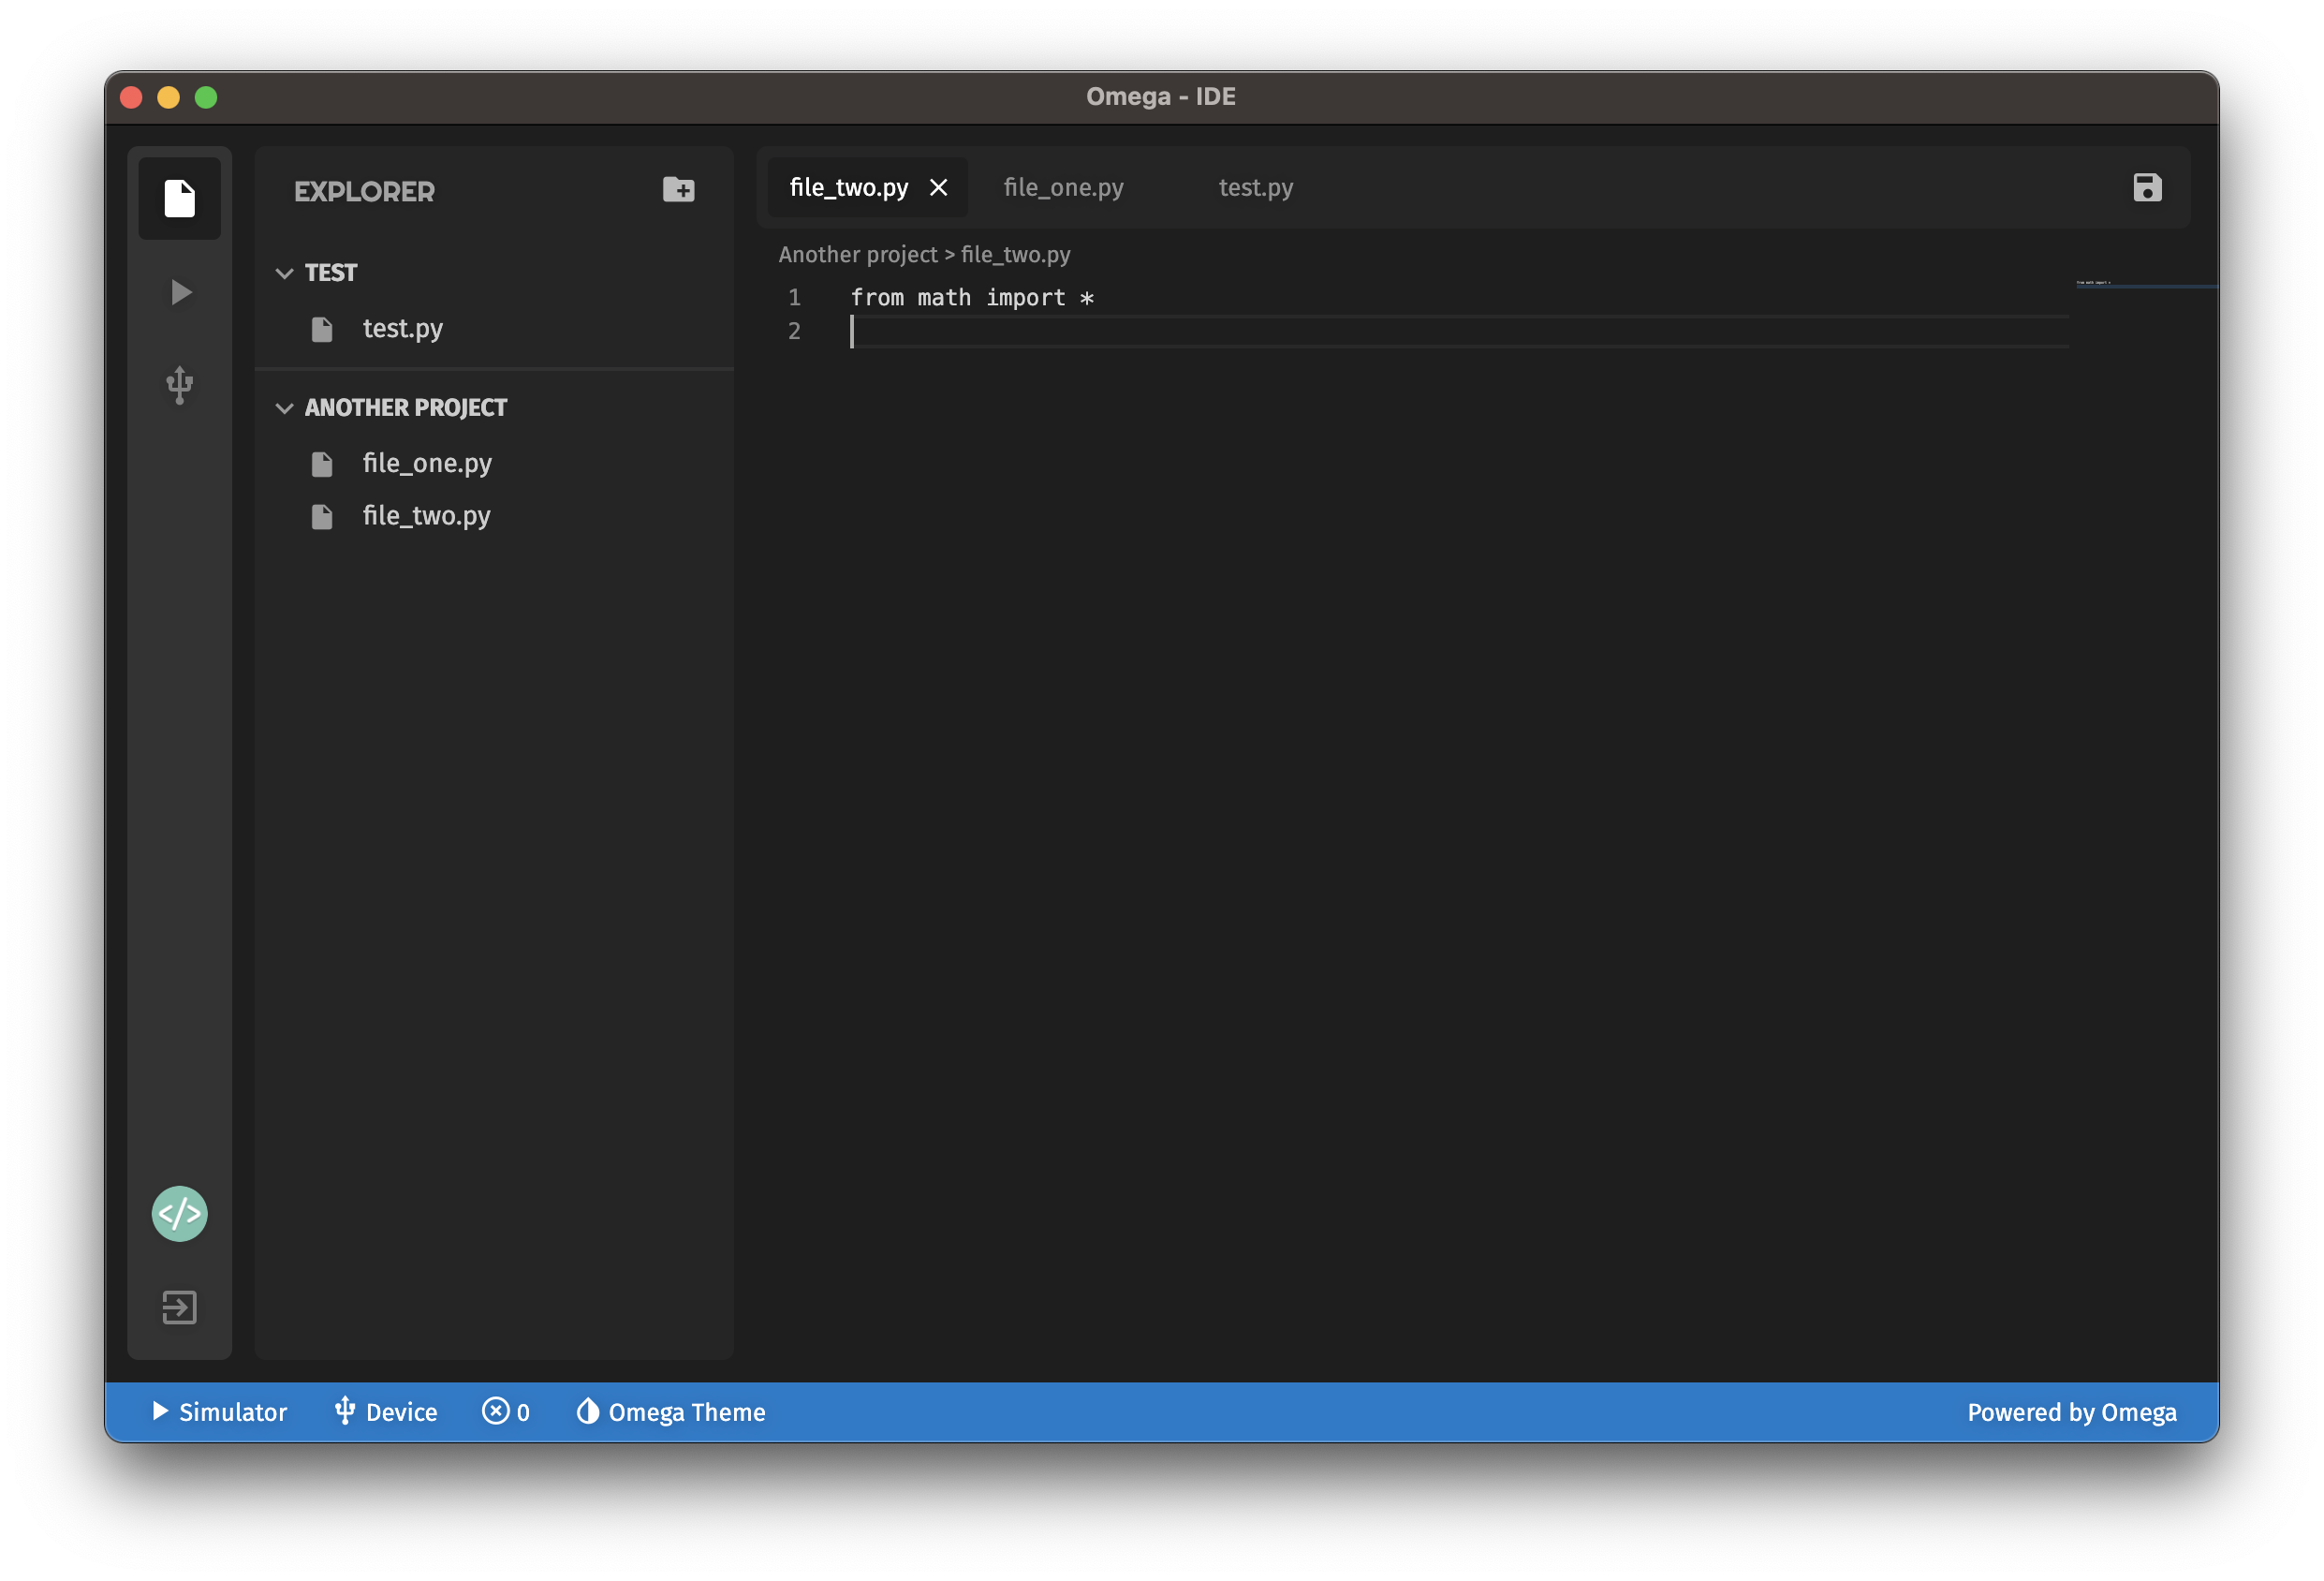 Omega - IDE
EXPLORER
TEST
test.py
ANOTHER PROJECT
file_one.py
file_two.py
file_two.py
file_one.py
test.py
Another project > file_two.py
1 from math import *
2
</>
Simulator
Device
0
Omega Theme
Powered by Omega